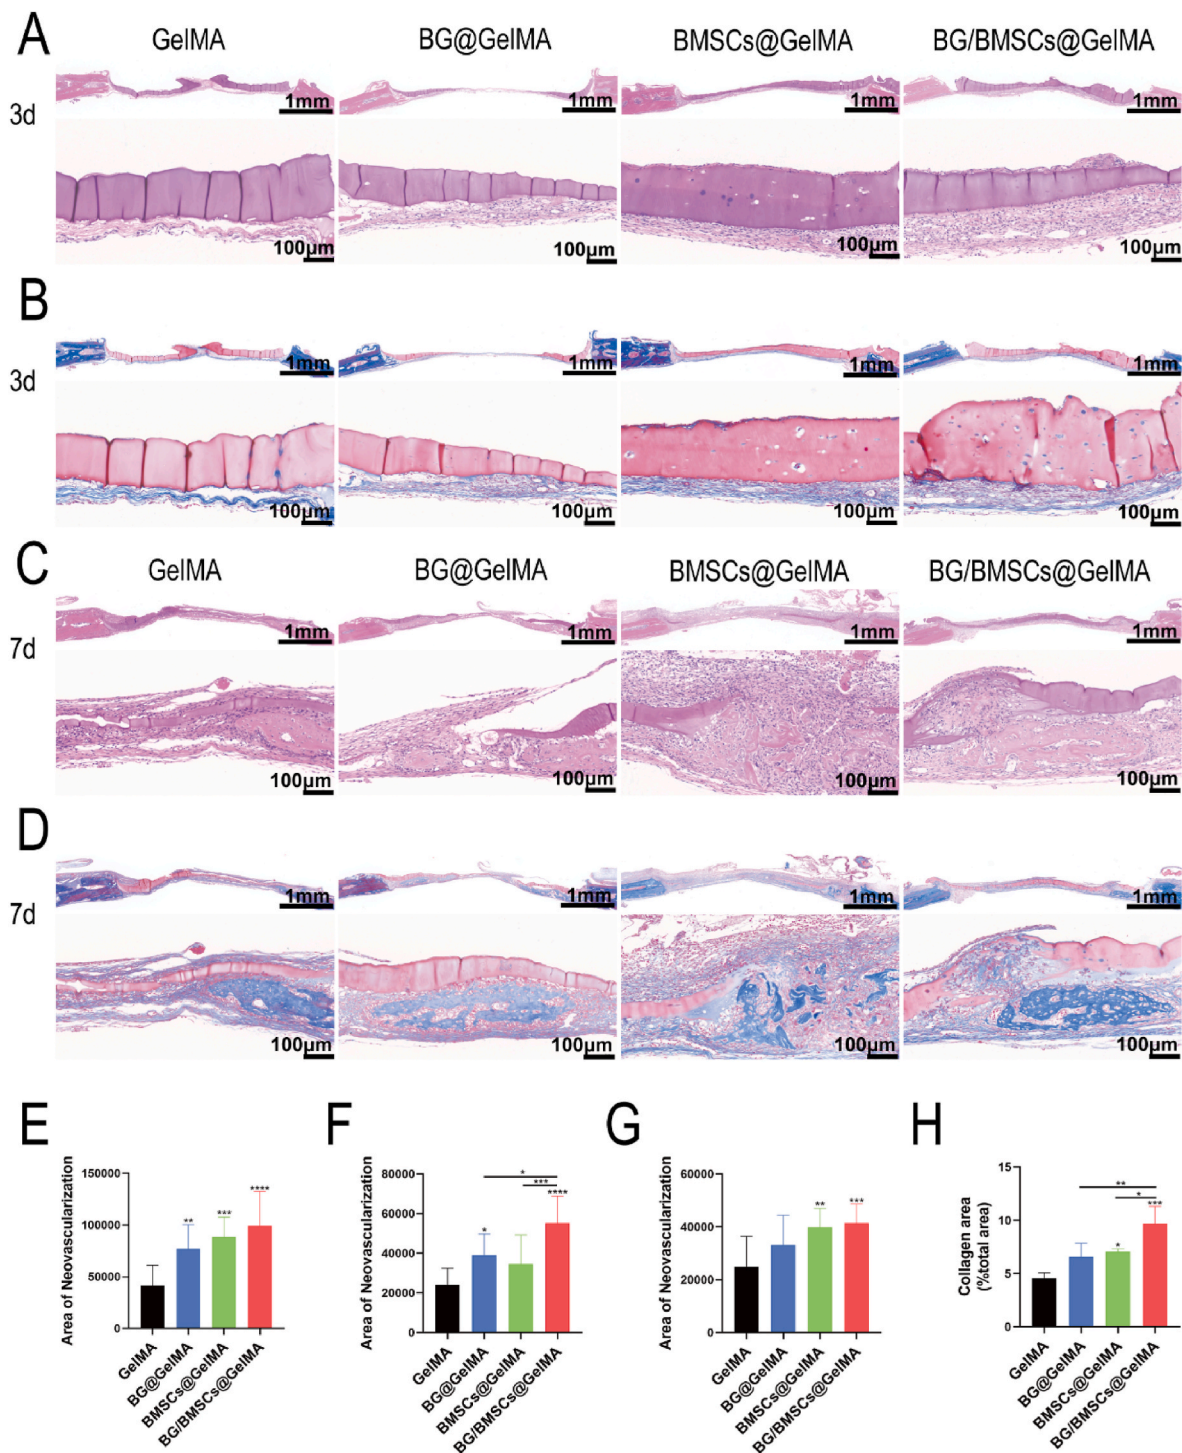 A
GelMA BG@GelMA BMSCs@GelMA BG/BMSCs@GelMA
3d
1mm 1mm 1mm 1mm
100μm 100μm 100μm 100μm
B
3d
1mm 1mm 1mm 1mm
100μm 100μm 100μm 100μm
C
GelMA BG@GelMA BMSCs@GelMA BG/BMSCs@GelMA
7d
1mm 1mm 1mm 1mm
100μm 100μm 100μm 100μm
D
7d
1mm 1mm 1mm 1mm
100μm 100μm 100μm 100μm
E
Area of Neovascularization
150000
100000
50000
0
** *** ****
GelMA
BG@GelMA
BMSCs@GelMA
BG/BMSCs@GelMA
F
Area of Neovascularization
80000
60000
40000
20000
0
*
***
****
*
GelMA
BG@GelMA
BMSCs@GelMA
BG/BMSCs@GelMA
G
Area of Neovascularization
60000
40000
20000
0
** ***
GelMA
BG@GelMA
BMSCs@GelMA
BG/BMSCs@GelMA
H
Collagen area
(%total area)
15
10
5
0
**
*
***
*
GelMA
BG@GelMA
BMSCs@GelMA
BG/BMSCs@GelMA